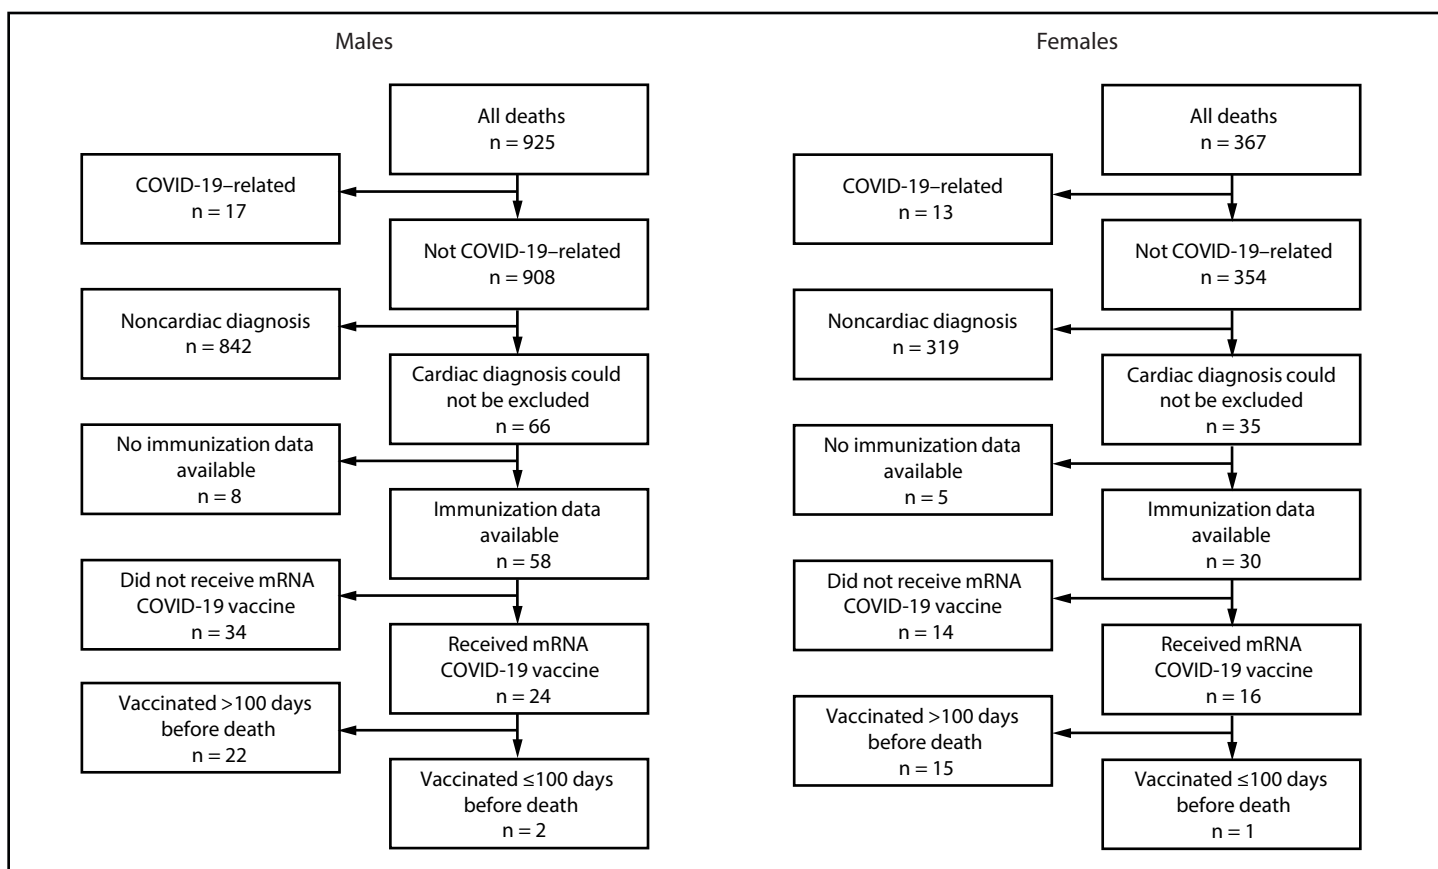 Males
All deaths
n = 925
COVID-19–related
n = 17
Not COVID-19–related
n = 908
Noncardiac diagnosis
n = 842
Cardiac diagnosis could
not be excluded
n = 66
No immunization data
available
n = 8
Immunization data
available
n = 58
Did not receive mRNA
COVID-19 vaccine
n = 34
Received mRNA
COVID-19 vaccine
n = 24
Vaccinated >100 days
before death
n = 22
Vaccinated ≤100 days
before death
n = 2
Females
All deaths
n = 367
COVID-19–related
n = 13
Not COVID-19–related
n = 354
Noncardiac diagnosis
n = 319
Cardiac diagnosis could
not be excluded
n = 35
No immunization data
available
n = 5
Immunization data
available
n = 30
Did not receive mRNA
COVID-19 vaccine
n = 14
Received mRNA
COVID-19 vaccine
n = 16
Vaccinated >100 days
before death
n = 15
Vaccinated ≤100 days
before death
n = 1